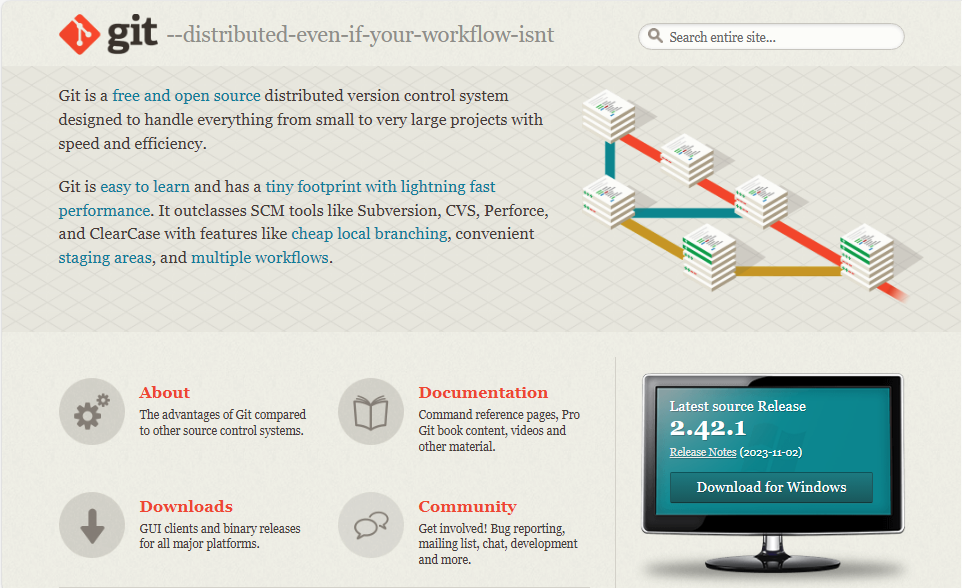 git --distributed-even-if-your-workflow-isnt
Search entire site...
Git is a free and open source distributed version control system
designed to handle everything from small to very large projects with
speed and efficiency.
Git is easy to learn and has a tiny footprint with lightning fast
performance. It outclasses SCM tools like Subversion, CVS, Perforce,
and ClearCase with features like cheap local branching, convenient
staging areas, and multiple workflows.
About
The advantages of Git compared
to other source control systems.
Documentation
Command reference pages, Pro
Git book content, videos and
other material.
Downloads
GUI clients and binary releases
for all major platforms.
Community
Get involved! Bug reporting,
mailing list, chat, development
and more.
Latest source Release
2.42.1
Release Notes (2023-11-02)
Download for Windows